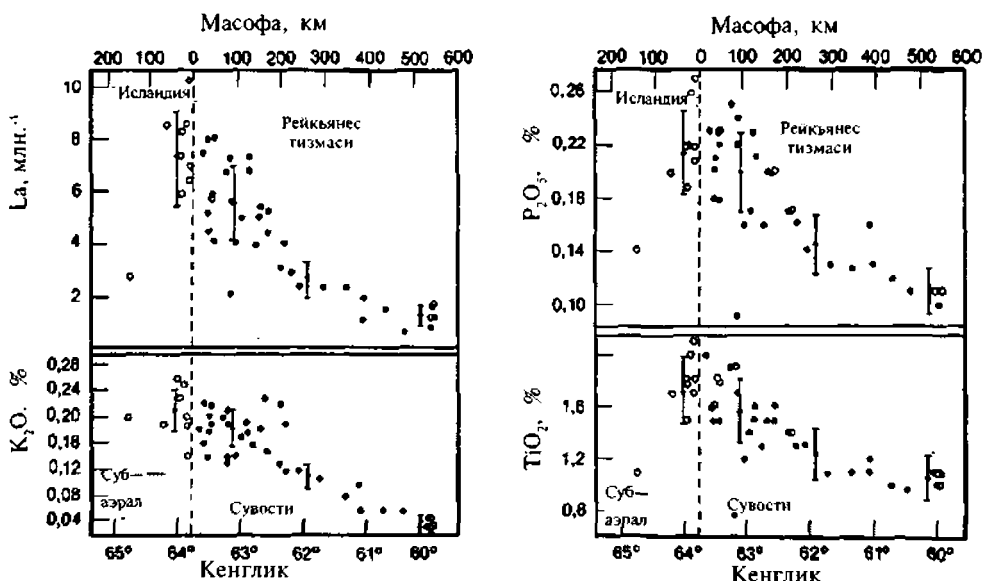 Масофа, км
200 100 0 100 200 300 400 500 600
La, млн.⁻¹
10
8
6
4
2
Исландия
Рейкьянес
тизмаси
K₂O. %
0,28
0,24
0,20
0,16
0,12
0,08
0,04
Суб—
аэрал
Сувости
65° 64° 63° 62° 61° 60°
Кенглик
Масофа, км
200 100 0 100 200 300 400 500 600
P₂O₅, %
0,26
0,22
0,18
0,14
0,10
Исландия
Рейкьянес
тизмаси
TiO₂, %
1,6
1,2
0,8
Суб—
аэрал
Сувости
65° 64° 63° 62° 61° 60°
Кенглик